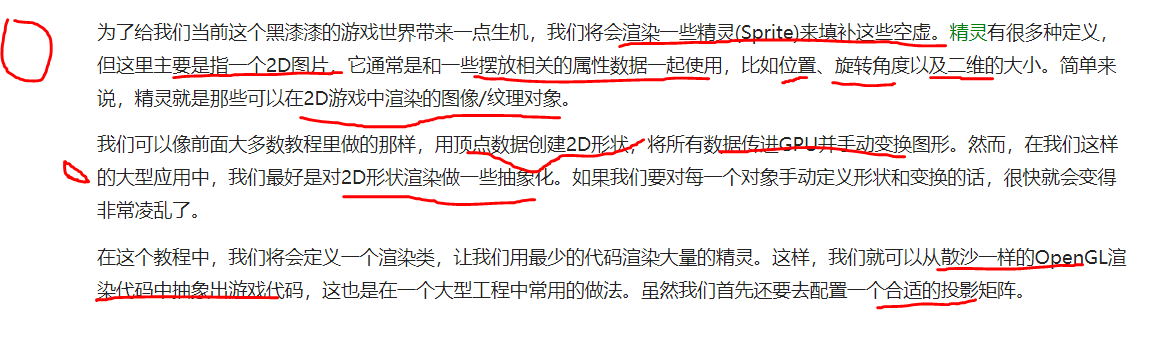 为了给我们当前这个黑漆漆的游戏世界带来一点生机，我们将会渲染一些精灵(Sprite)来填补这些空虚。精灵有很多种定义，
但这里主要是指一个2D图片，它通常是和一些摆放相关的属性数据一起使用，比如位置、旋转角度以及二维的大小。简单来
说，精灵就是那些可以在2D游戏中渲染的图像/纹理对象。
我们可以像前面大多数教程里做的那样，用顶点数据创建2D形状，将所有数据传进GPU并手动变换图形。然而，在我们这样
的大型应用中，我们最好是对2D形状渲染做一些抽象化。如果我们要对每一个对象手动定义形状和变换的话，很快就会变得
非常凌乱了。
在这个教程中，我们将会定义一个渲染类，让我们用最少的代码渲染大量的精灵。这样，我们就可以从散沙一样的OpenGL渲
染代码中抽象出游戏代码，这也是在一个大型工程中常用的做法。虽然我们首先还要去配置一个合适的投影矩阵。